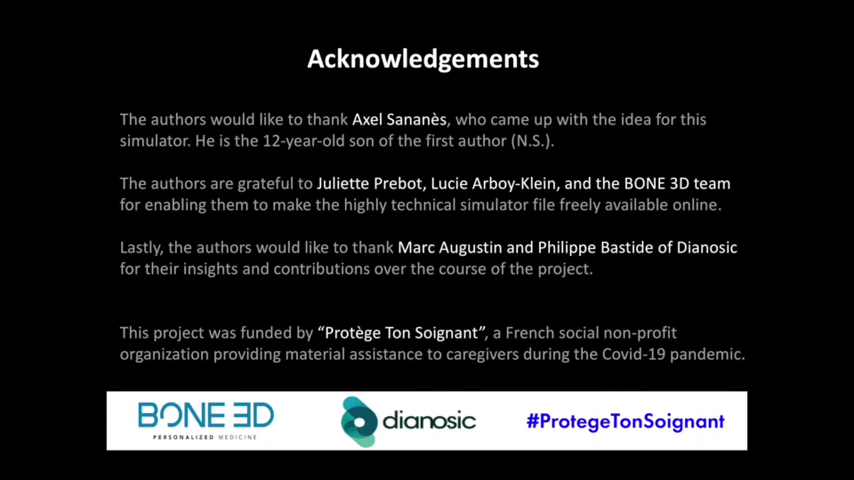 Acknowledgements
The authors would like to thank Axel Sananès, who came up with the idea for this
simulator. He is the 12-year-old son of the first author (N.S.).
The authors are grateful to Juliette Prebot, Lucie Arboy-Klein, and the BONE 3D team
for enabling them to make the highly technical simulator file freely available online.
Lastly, the authors would like to thank Marc Augustin and Philippe Bastide of Dianosic
for their insights and contributions over the course of the project.
This project was funded by “Protège Ton Soignant”, a French social non-profit
organization providing material assistance to caregivers during the Covid-19 pandemic.
BONE 3D
PERSONALIZED MEDICINE
dianosic
#ProtegeTonSoignant